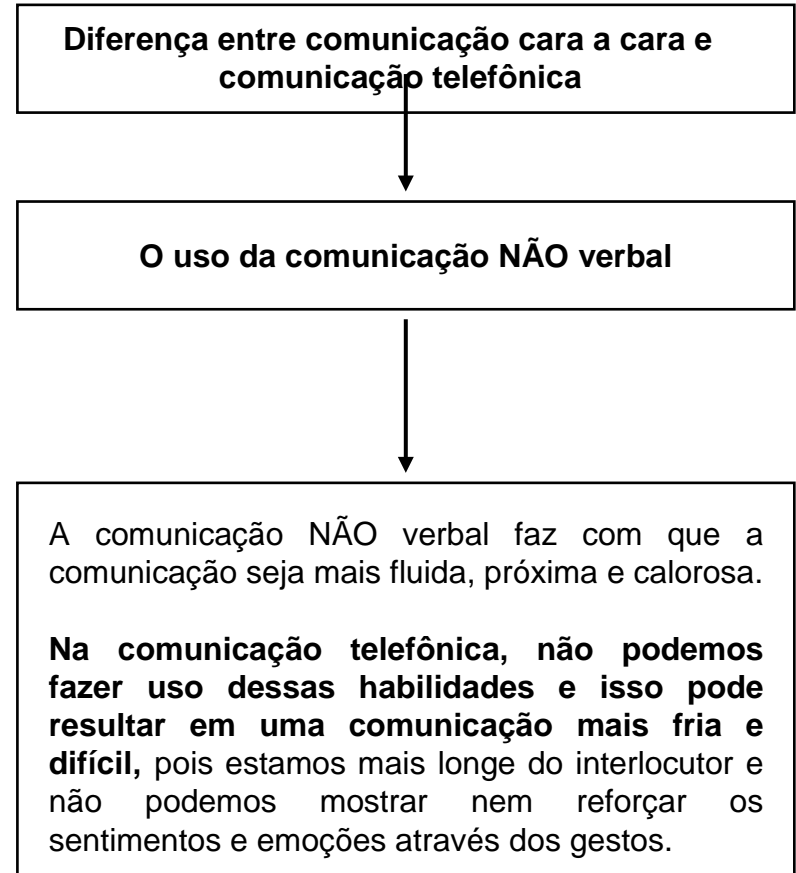 Diferença entre comunicação cara a cara e
comunicação telefônica
O uso da comunicação NÃO verbal
A comunicação NÃO verbal faz com que a
comunicação seja mais fluida, próxima e calorosa.
Na comunicação telefônica, não podemos
fazer uso dessas habilidades e isso pode
resultar em uma comunicação mais fria e
difícil, pois estamos mais longe do interlocutor e
não podemos mostrar nem reforçar os
sentimentos e emoções através dos gestos.